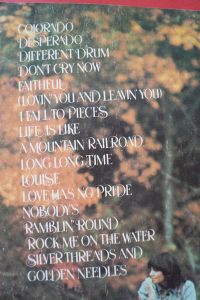 COLORADO
DESPERADO
DIFFERENT DRUM
DON'T CRY NOW
FAITHFUL
(LOVIN' YOU AND LEAVIN' YOU)
I FALL TO PIECES
LIFE IS LIKE
A MOUNTAIN RAILROAD
LONG LONG TIME
LOUISE
LOVE HAS NO PRIDE
NOBODYS
RAMBLIN' ROUND
ROCK ME ON THE WATER
SILVER THREADS AND
GOLDEN NEEDLES